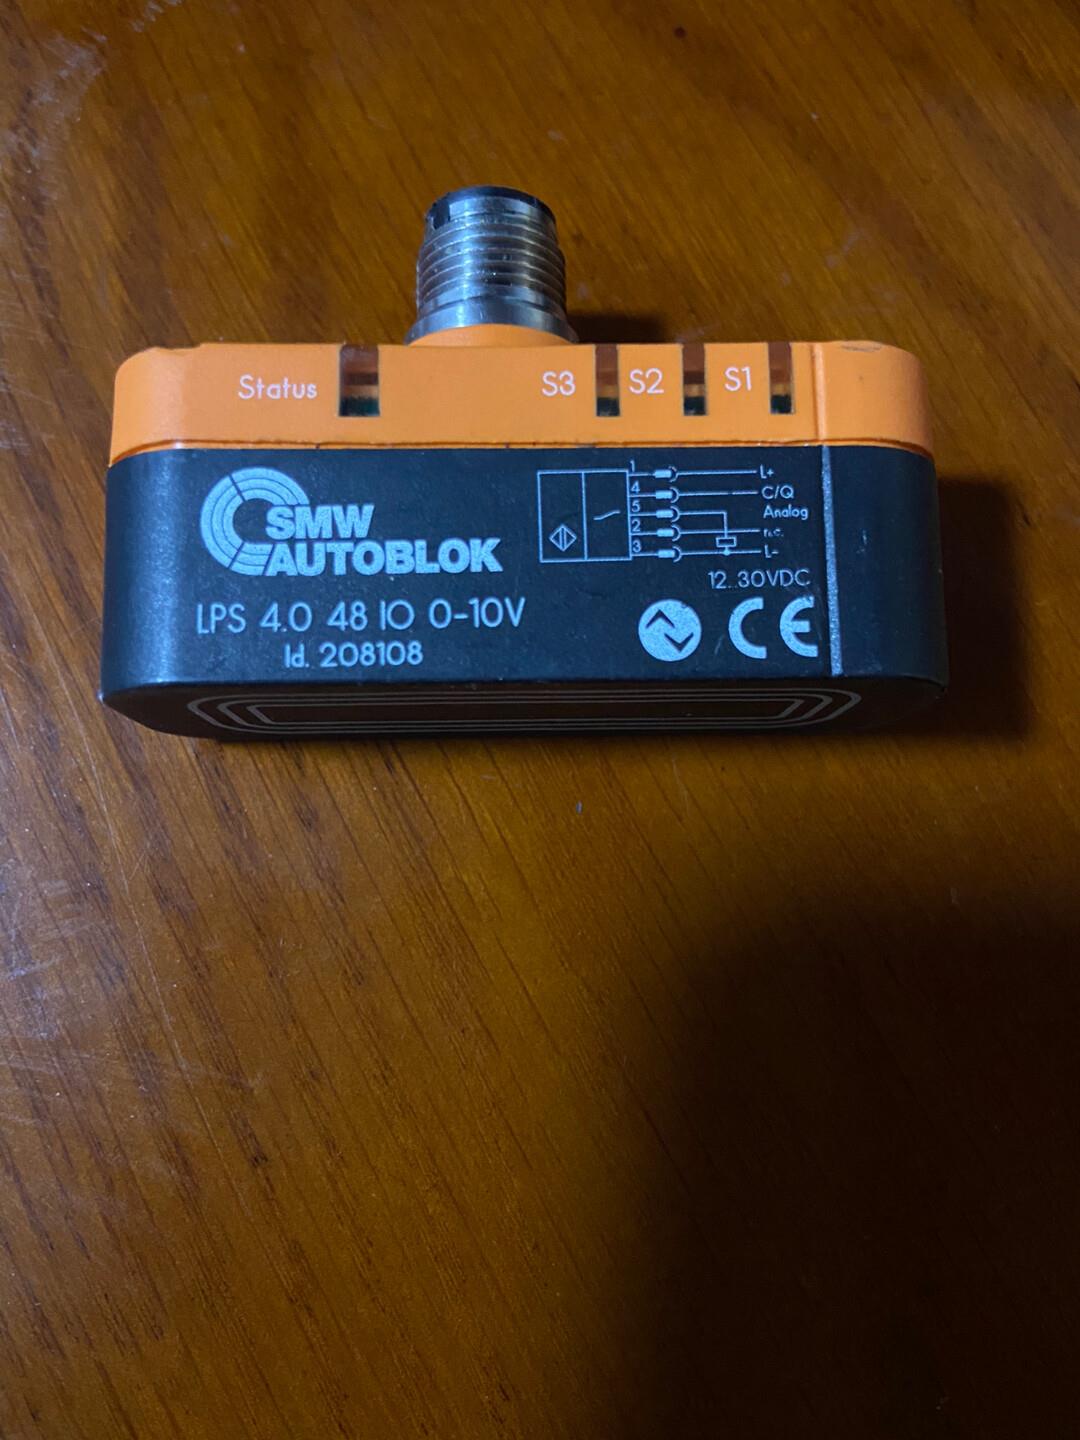 Status S3 S2 S1
SMW
AUTOBLOK
LPS 4.0 48 IO 0-10V
Id. 208108
1 L+
4 C/Q
5 Analog
2 n.c.
3 L-
12..30VDC
CE